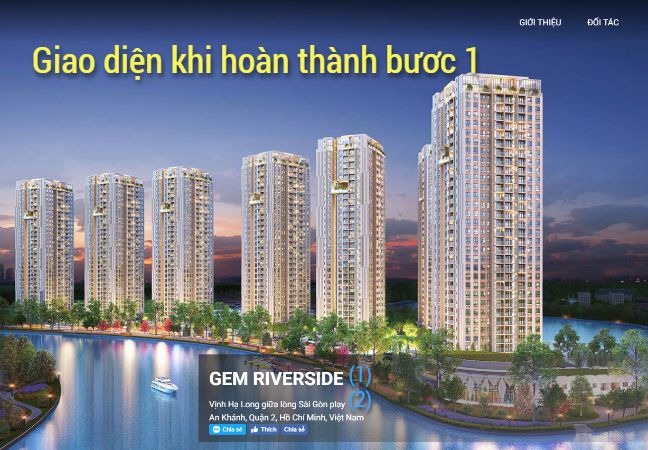 GIỚI THIỆU ĐỐI TÁC
Giao diện khi hoàn thành bươc 1
GEM RIVERSIDE (1)
(2)
Vịnh Hạ Long giữa lòng Sài Gòn play
An Khánh, Quận 2, Hồ Chí Minh, Việt Nam
Chia sẻ Thích Chia sẻ